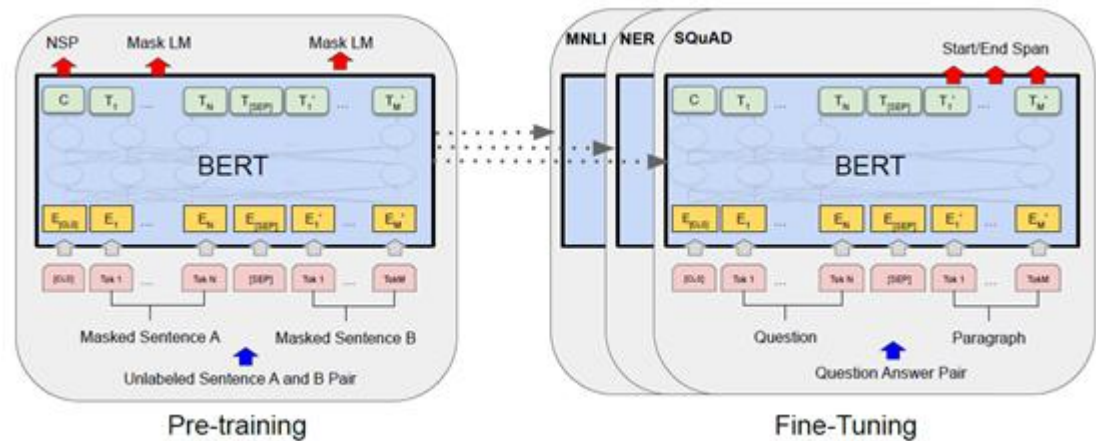 NSP Mask LM Mask LM
C T1 ... TN T[SEP] T1' ... TM'
BERT
E[CLS] E1 ... EN E[SEP] E1' ... EM'
[CLS] Tok 1 ... Tok N [SEP] Tok 1 ... TokM
Masked Sentence A Masked Sentence B
Unlabeled Sentence A and B Pair
Pre-training
MNLI NER SQuAD
Start/End Span
C T1 ... TN T[SEP] T1' ... TM'
BERT
E[CLS] E1 ... EN E[SEP] E1' ... EM'
[CLS] Tok 1 ... Tok N [SEP] Tok 1 ... TokM
Question Paragraph
Question Answer Pair
Fine-Tuning